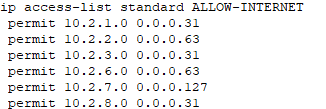 ip access-list standard ALLOW-INTERNET
permit 10.2.1.0 0.0.0.31
permit 10.2.2.0 0.0.0.63
permit 10.2.3.0 0.0.0.31
permit 10.2.6.0 0.0.0.63
permit 10.2.7.0 0.0.0.127
permit 10.2.8.0 0.0.0.31